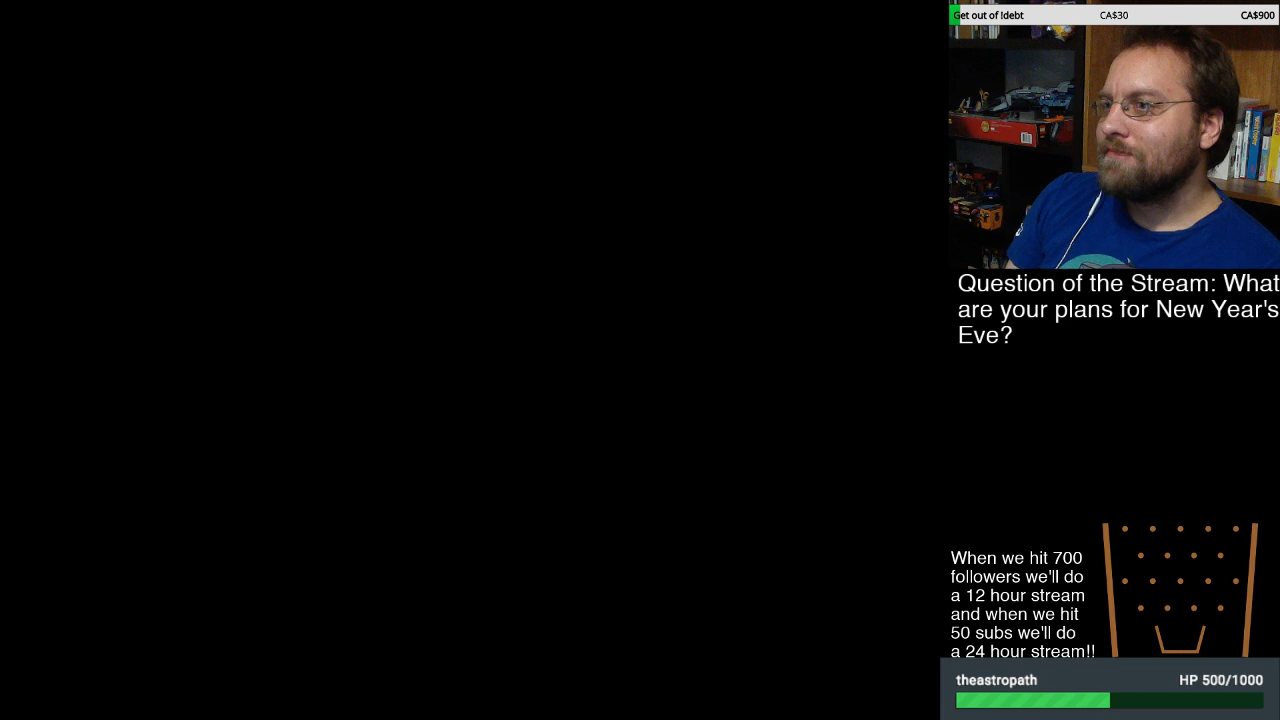 Get out of !debt CA$30 CA$900
Question of the Stream: What
are your plans for New Year's
Eve?
When we hit 700
followers we'll do
a 12 hour stream
and when we hit
50 subs we'll do
a 24 hour stream!!
theastropath HP 500/1000